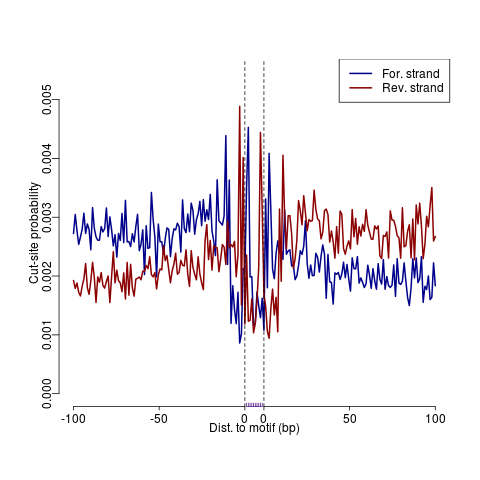 For. strand
Rev. strand
Cut-site probability
0.005
0.004
0.003
0.002
0.001
0.000
-100 -50 0 0 50 100
Dist. to motif (bp)